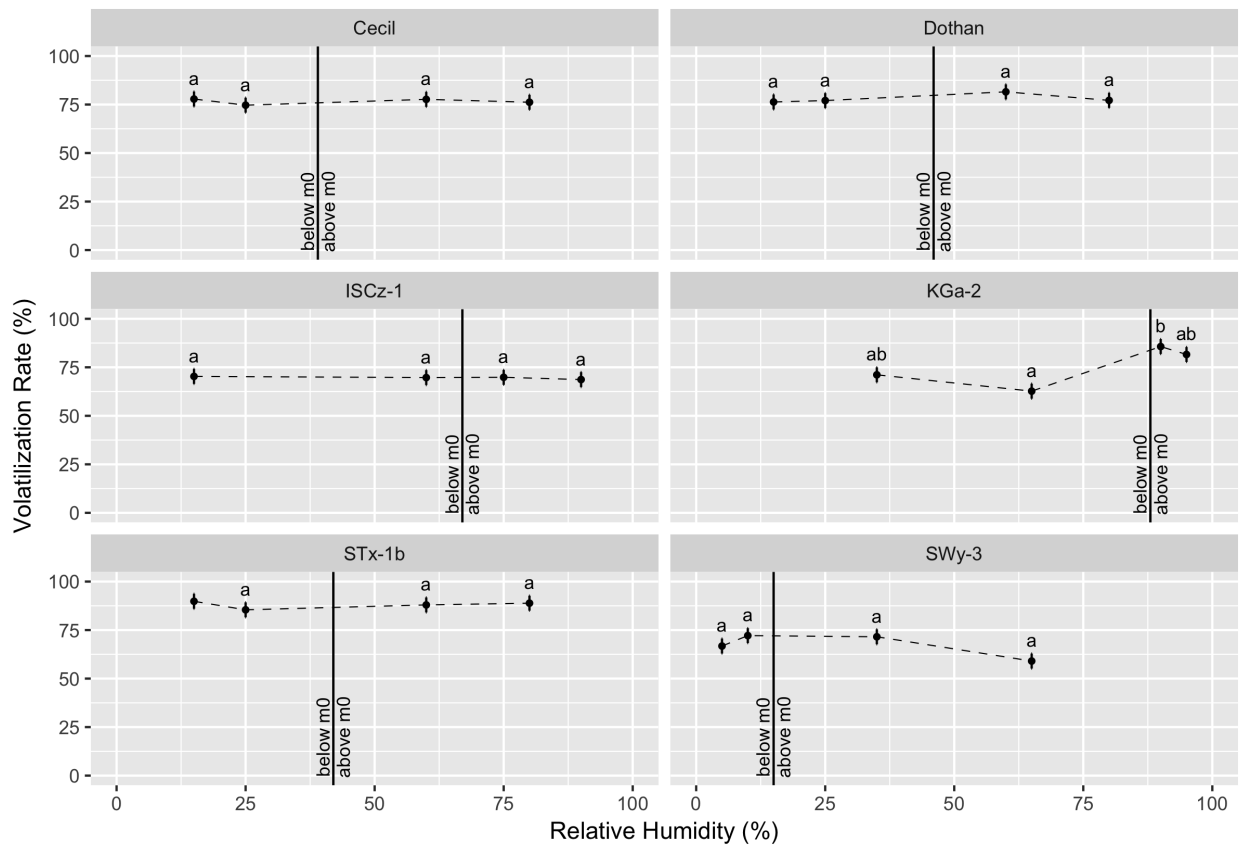 Cecil
Dothan
100
75
50
25
0
a
a
a
a
below m0
above m0
a
a
a
a
below m0
above m0
ISCz-1
KGa-2
100
75
50
25
0
a
a
a
a
below m0
above m0
ab
a
b
ab
below m0
above m0
STx-1b
SWy-3
100
75
50
25
0
a
a
a
below m0
above m0
a
a
a
a
below m0
above m0
0
25
50
75
100
0
25
50
75
100
Volatilization Rate (%)
Relative Humidity (%)